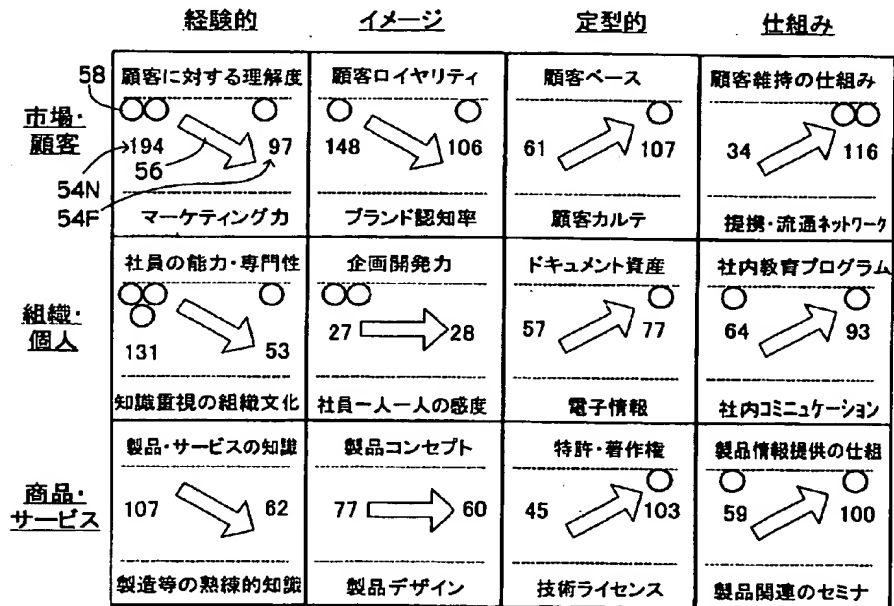 経験的 イメージ 定型的 仕組み
58 顧客に対する理解度 顧客ロイヤリティ 顧客ベース 顧客維持の仕組み
市場・
顧客
194 97 148 106 61 107 34 116
56
54N
54F
マーケティング力 ブランド認知率 顧客カルテ 提携・流通ネットワーク
社員の能力・専門性 企画開発力 ドキュメント資産 社内教育プログラム
組織・
個人
131 53 27 28 57 77 64 93
知識重視の組織文化 社員一人一人の感度 電子情報 社内コミニュケーション
製品・サービスの知識 製品コンセプト 特許・著作権 製品情報提供の仕組
商品・
サービス
107 62 77 60 45 103 59 100
製造等の熟練的知識 製品デザイン 技術ライセンス 製品関連のセミナ